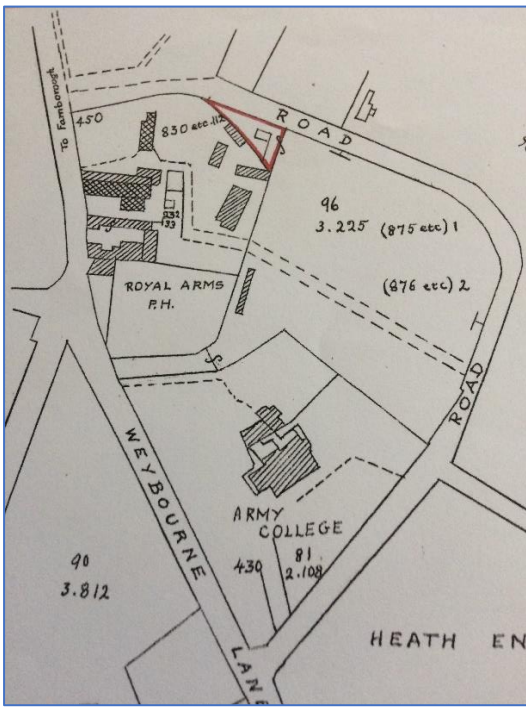 To Farnborough
450
830 etc 112
ROAD
96
3.225 (875 etc) 1
(876 etc) 2
ROYAL ARMS
P.H.
ROAD
WEYBOURNE
LANE
ARMY
COLLEGE
430
81
2.108
90
3.812
HEATH EN